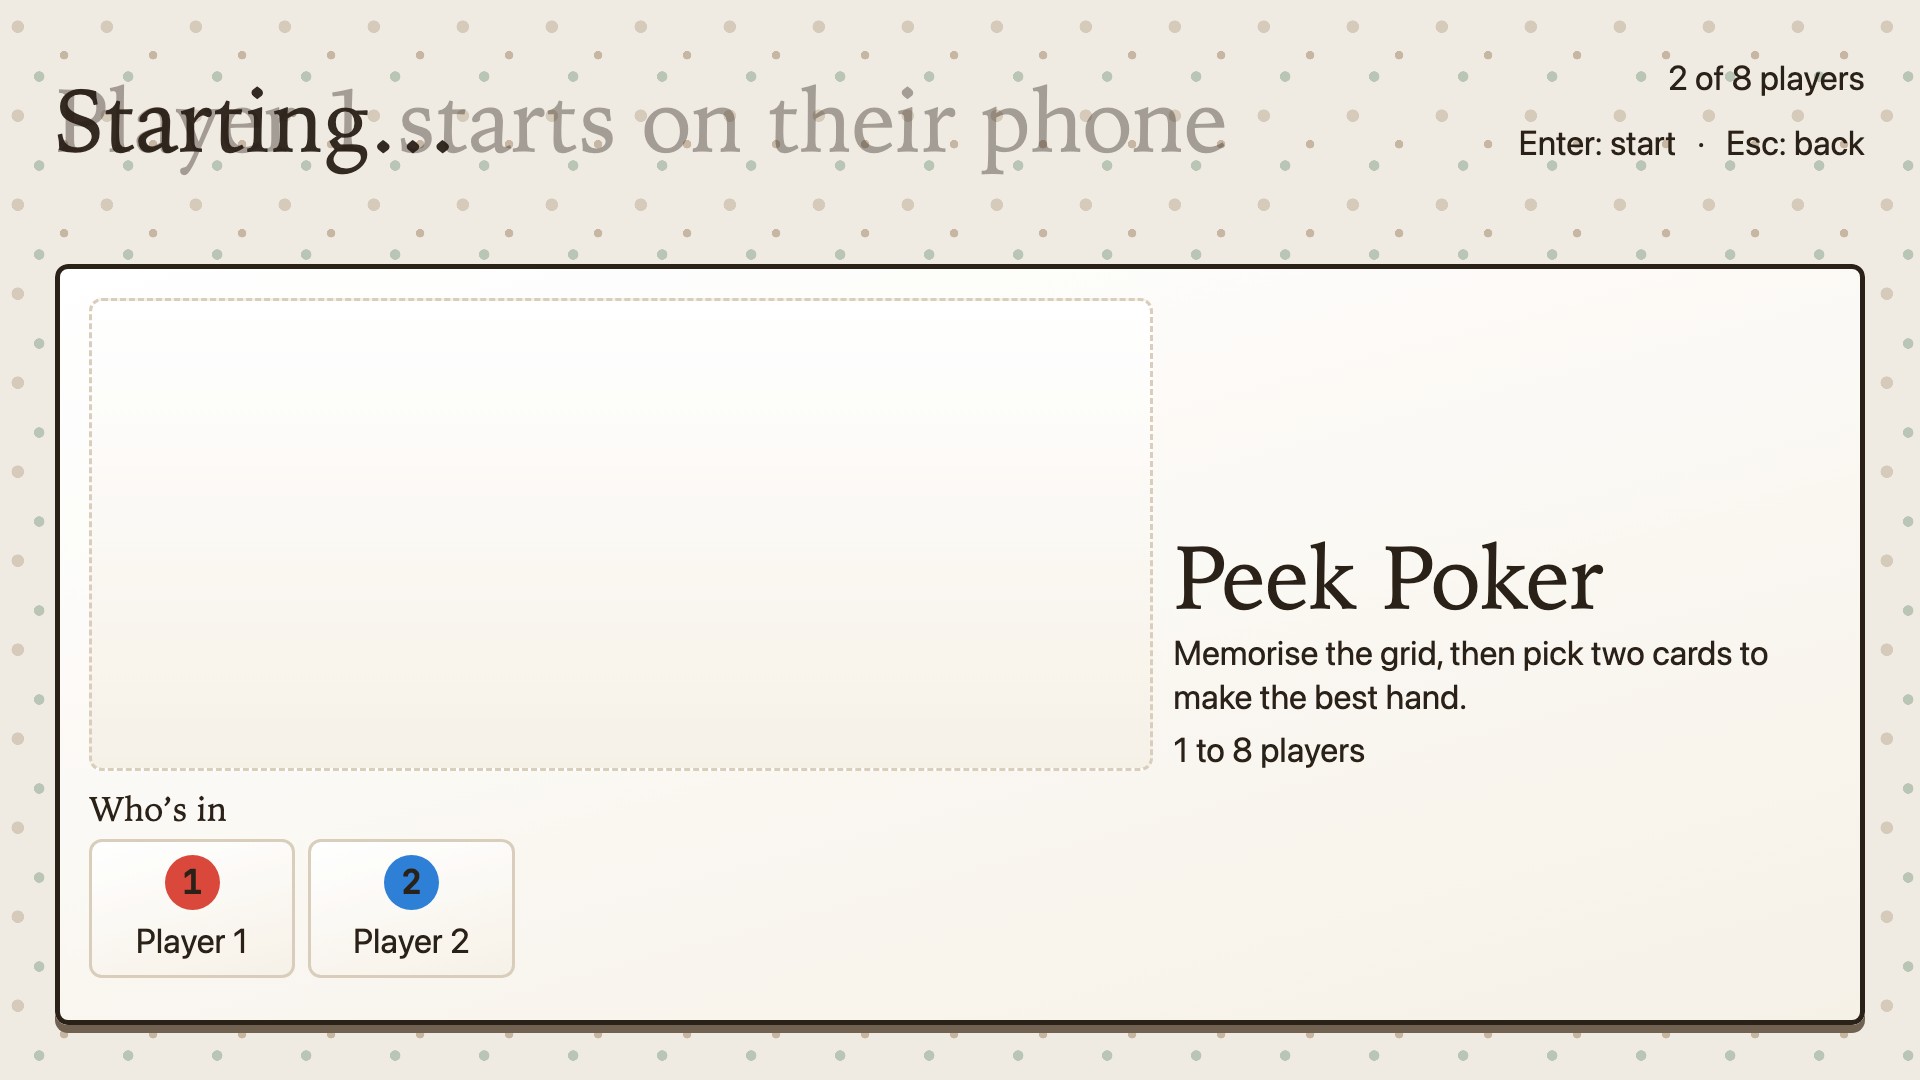 Starting...
Player 1 starts on their phone
2 of 8 players
Enter: start · Esc: back
Peek Poker
Memorise the grid, then pick two cards to
make the best hand.
1 to 8 players
Who’s in
1
Player 1
2
Player 2